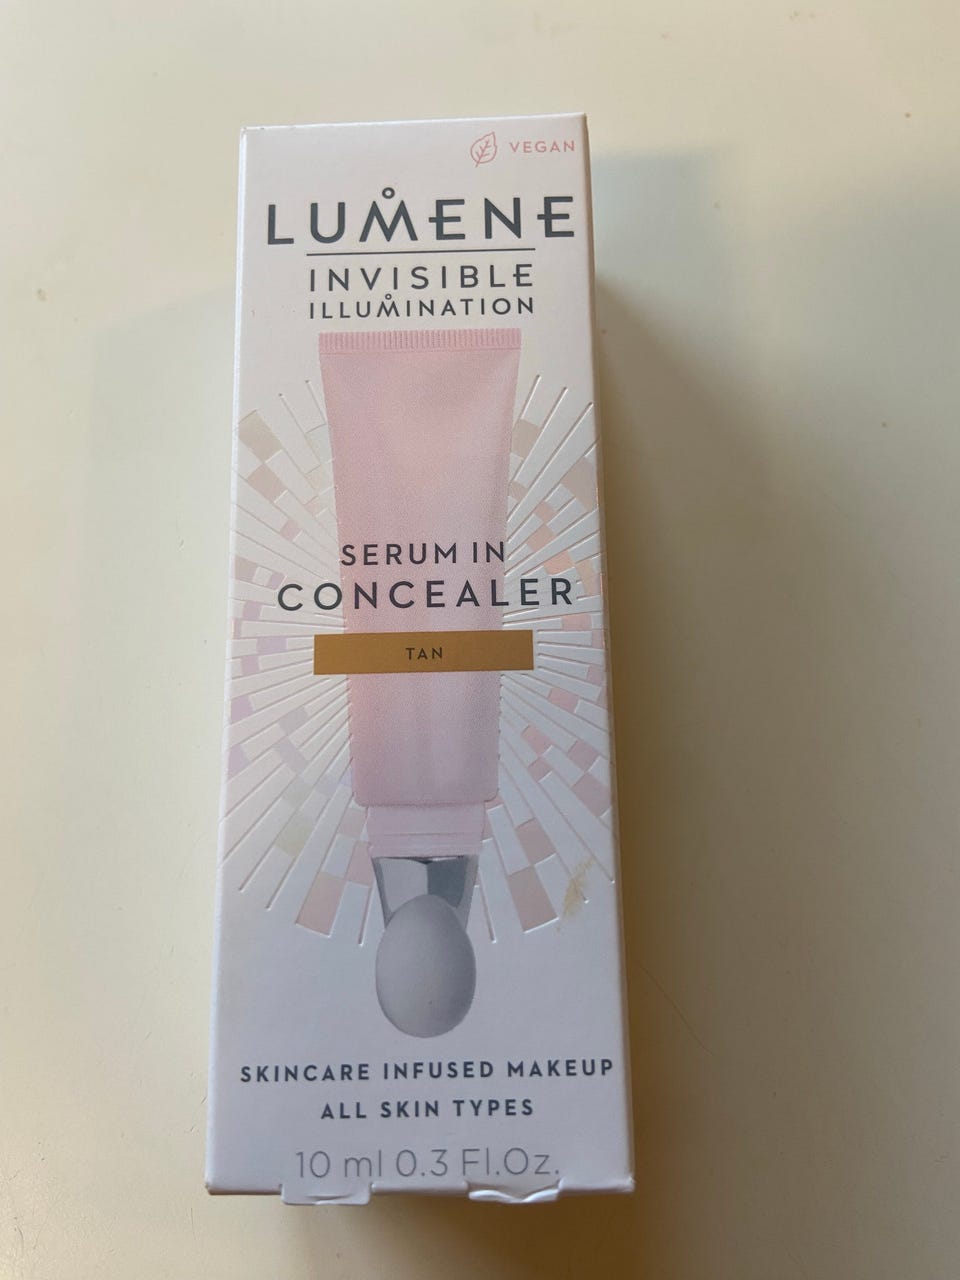 VEGAN
LUMENE
INVISIBLE
ILLUMINATION
SERUM IN
CONCEALER
TAN
SKINCARE INFUSED MAKEUP
ALL SKIN TYPES
10 ml 0.3 Fl.Oz.